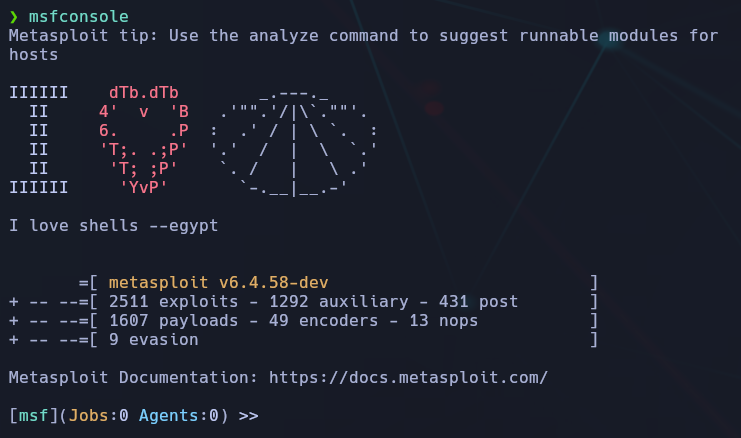 ❯ msfconsole
Metasploit tip: Use the analyze command to suggest runnable modules for
hosts

IIIIII    dTb.dTb        _.---._
  II     4'  v  'B   .'"".'/|\`.""'.
  II     6.     .P  :  .' / | \ `.  :
  II     'T;. .;P'  '.'  /  |  \  `.'
  II      'T; ;P'    `. /   |   \ .'
IIIIII     'YvP'       `-.__|__.-'

I love shells --egypt


       =[ metasploit v6.4.58-dev                          ]
+ -- --=[ 2511 exploits - 1292 auxiliary - 431 post       ]
+ -- --=[ 1607 payloads - 49 encoders - 13 nops           ]
+ -- --=[ 9 evasion                                       ]

Metasploit Documentation: https://docs.metasploit.com/

[msf](Jobs:0 Agents:0) >>